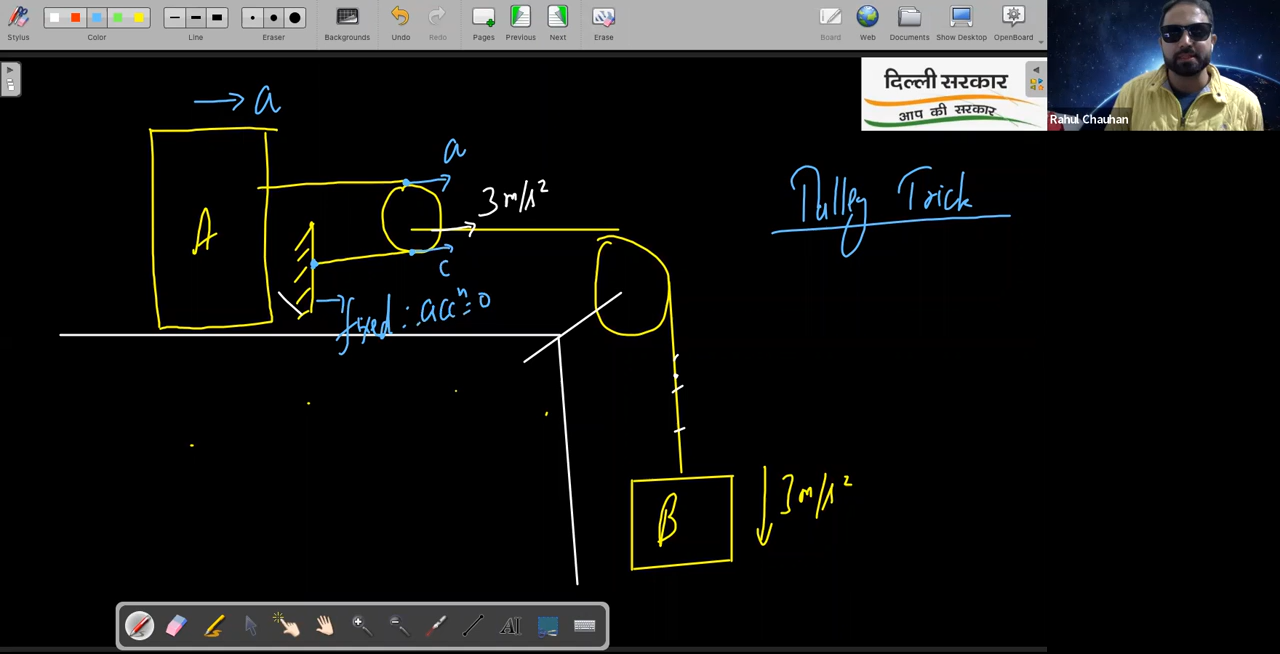 Stylus
Color
Line
Eraser
Backgrounds
Undo
Redo
Pages
Previous
Next
Erase
Board
Web
Documents
Show Desktop
OpenBoard
दिल्ली सरकार
आप की सरकार
Rahul Chauhan
→ a
a
3 m/s²
Pulley Trick
A
c
fixed ∴ accⁿ = 0
B
3 m/s²
AI